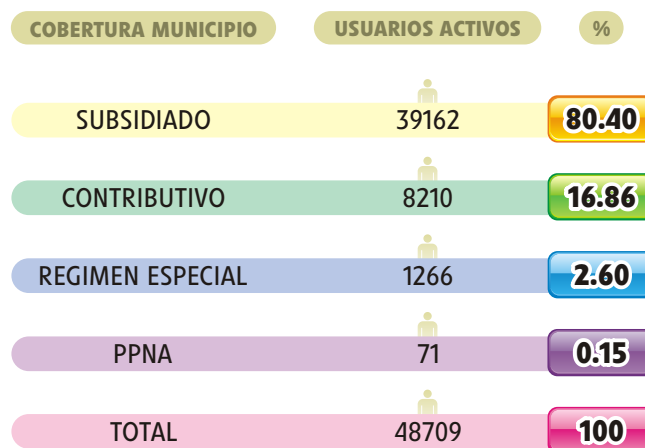 COBERTURA MUNICIPIO USUARIOS ACTIVOS %
SUBSIDIADO 39162 80.40
CONTRIBUTIVO 8210 16.86
REGIMEN ESPECIAL 1266 2.60
PPNA 71 0.15
TOTAL 48709 100